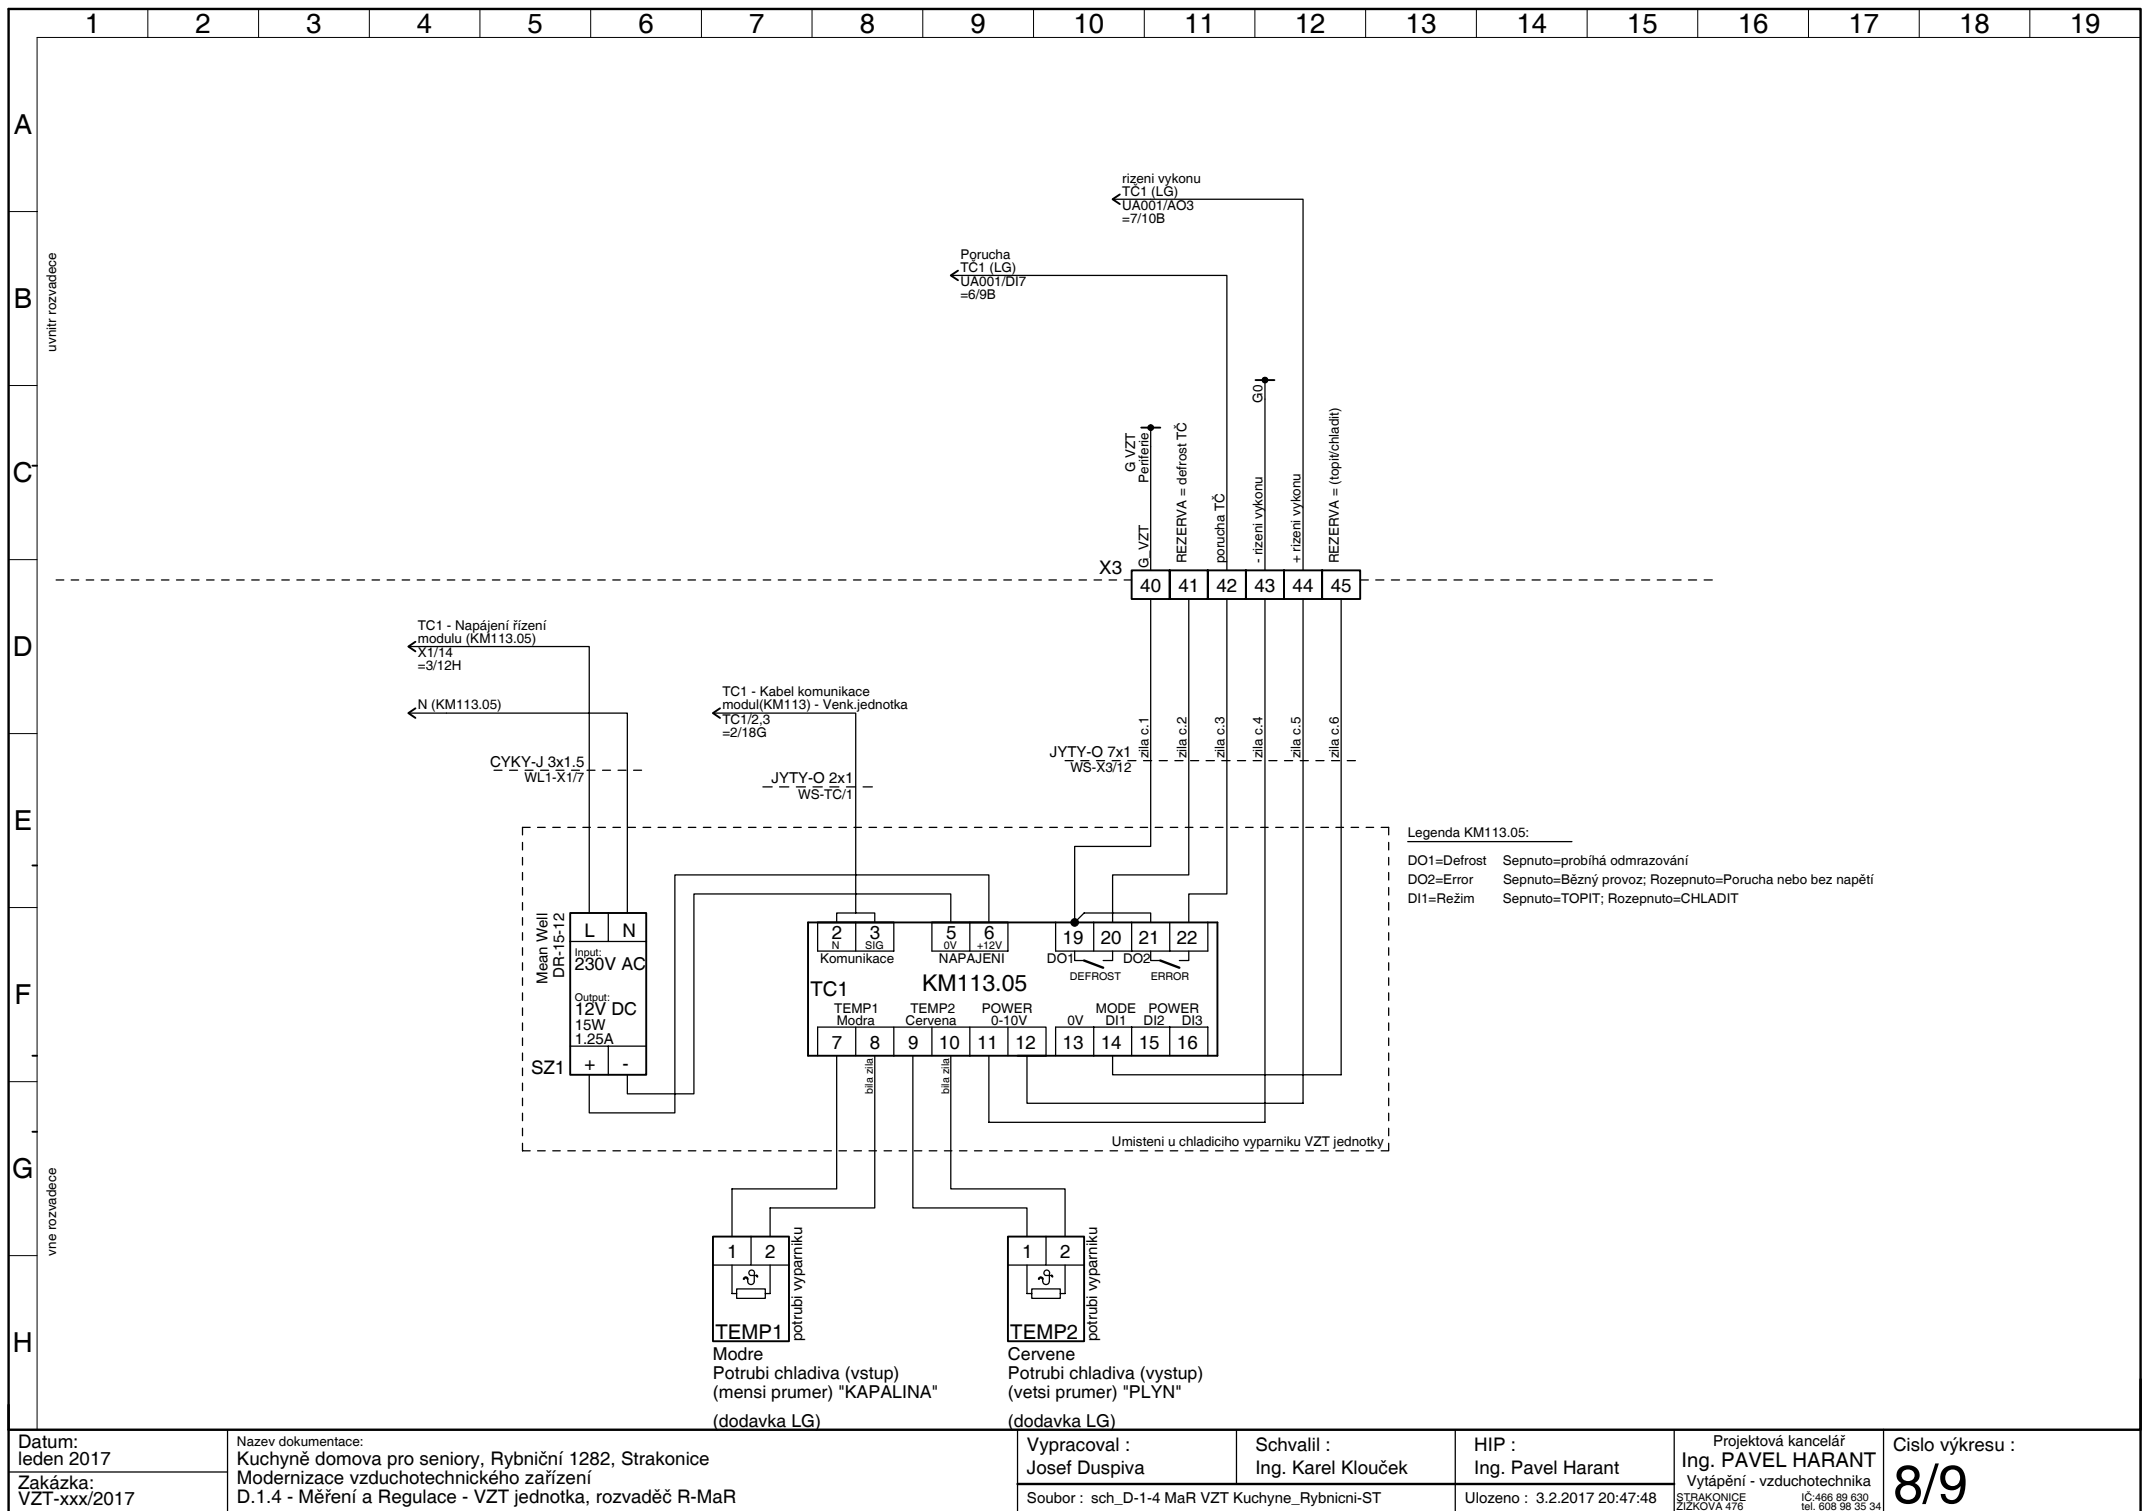 1 2 3 4 5 6 7 8 9 10 11 12 13 14 15 16 17 18 19
A
B
C
D
E
F
G
H
uvnitr rozvadece
vne rozvadece
rizeni vykonu
TČ1 (LG)
UA001/AO3
=7/10B
Porucha
TČ1 (LG)
UA001/DI7
=6/9B
G VZT
Periferie
G_VZT
REZERVA = defrost TČ
porucha TČ
G0
- rizeni vykonu
+ rizeni vykonu
REZERVA = (topit/chladit)
X3
40 41 42 43 44 45
TC1 - Napájení řízení
modulu (KM113.05)
X1/14
=3/12H
N (KM113.05)
TC1 - Kabel komunikace
modul(KM113) - Venk.jednotka
TC1/2,3
=2/18G
CYKY-J 3x1.5
WL1-X1/7
JYTY-O 2x1
WS-TC/1
JYTY-O 7x1
WS-X3/12
zila c.1
zila c.2
zila c.3
zila c.4
zila c.5
zila c.6
Legenda KM113.05:
DO1=Defrost Sepnuto=probíhá odmrazování
DO2=Error Sepnuto=Bězný provoz; Rozepnuto=Porucha nebo bez napětí
DI1=Režim Sepnuto=TOPIT; Rozepnuto=CHLADIT
Mean Well
DR-15-12
L N
Input:
230V AC
Output:
12V DC
15W
1.25A
SZ1
+ -
2 3 5 6 19 20 21 22
N SIG 0V +12V
Komunikace NAPAJENI DO1 DO2
DEFROST ERROR
TC1 KM113.05
TEMP1 TEMP2 POWER MODE POWER
Modra Cervena 0-10V 0V DI1 DI2 DI3
7 8 9 10 11 12 13 14 15 16
bila zila
bila zila
Umisteni u chladiciho vyparniku VZT jednotky
1 2
TEMP1
potrubi vyparniku
Modre
Potrubi chladiva (vstup)
(mensi prumer) "KAPALINA"
(dodavka LG)
1 2
TEMP2
potrubi vyparniku
Cervene
Potrubi chladiva (vystup)
(vetsi prumer) "PLYN"
(dodavka LG)
Datum:
leden 2017
Zakázka:
VZT-xxx/2017
Nazev dokumentace:
Kuchyně domova pro seniory, Rybniční 1282, Strakonice
Modernizace vzduchotechnického zařízení
D.1.4 - Měření a Regulace - VZT jednotka, rozvaděč R-MaR
Vypracoval :
Josef Duspiva
Schvalil :
Ing. Karel Klouček
HIP :
Ing. Pavel Harant
Soubor : sch_D-1-4 MaR VZT Kuchyne_Rybnicni-ST
Ulozeno : 3.2.2017 20:47:48
Projektová kancelář
Ing. PAVEL HARANT
Vytápění - vzduchotechnika
STRAKONICE IČ:466 89 630
ŽIŽKOVA 476 tel. 608 98 35 34
Cislo výkresu :
8/9